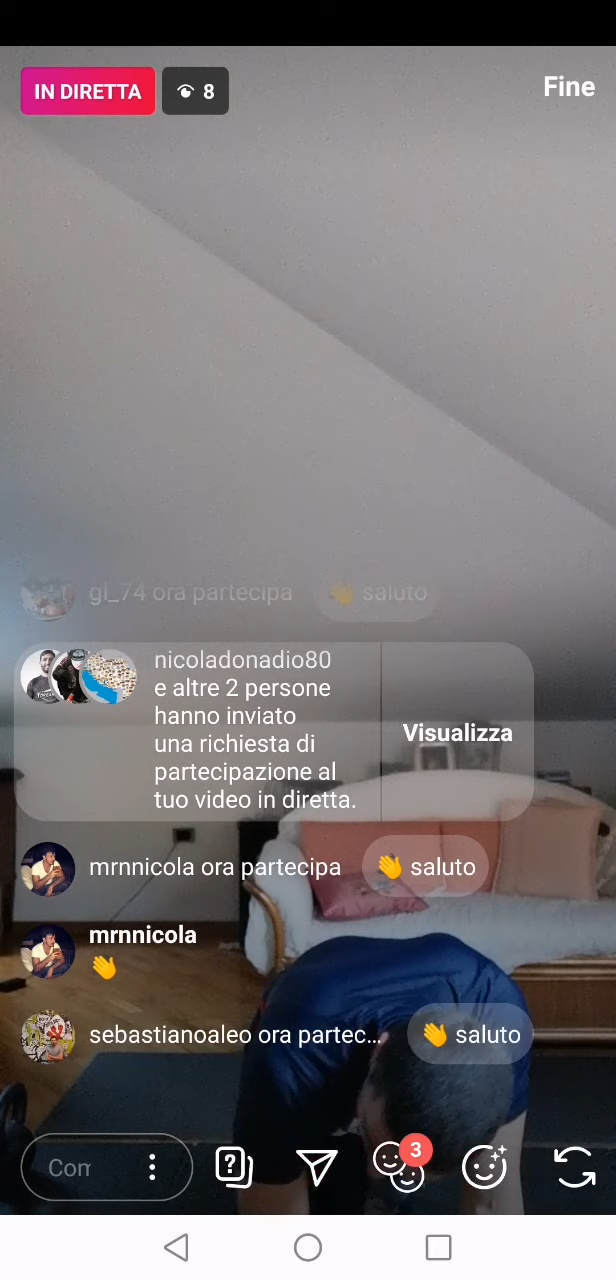 IN DIRETTA
8
Fine
gl_74 ora partecipa
saluto
nicoladonadio80
e altre 2 persone
hanno inviato
una richiesta di
partecipazione al
tuo video in diretta.
Visualizza
mrnnicola ora partecipa
👋 saluto
mrnnicola
👋
sebastianoaleo ora partec...
👋 saluto
3